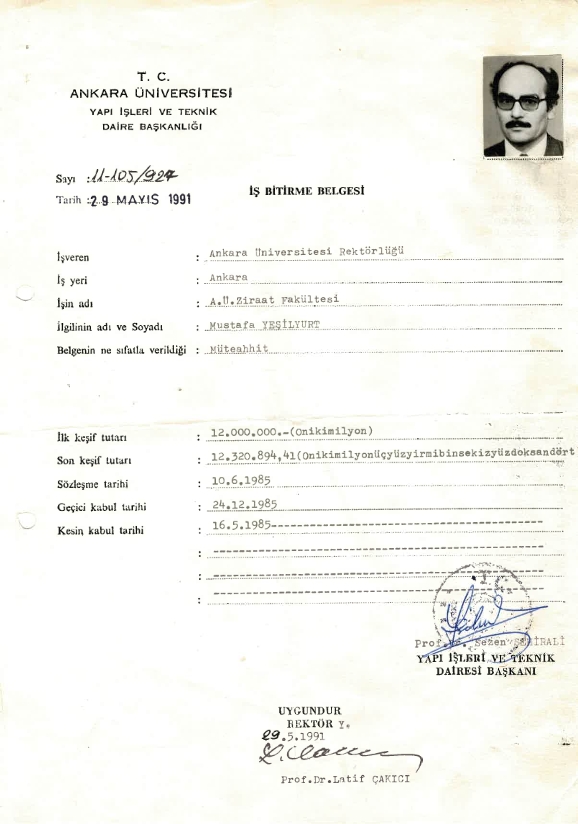 T. C.
ANKARA ÜNİVERSİTESİ
YAPI İŞLERİ VE TEKNİK
DAİRE BAŞKANLIĞI
Sayı : 11-105/927
Tarih : 29 MAYIS 1991
İŞ BİTİRME BELGESİ
İşveren : Ankara Üniversitesi Rektörlüğü
İş yeri : Ankara
İşin adı : A.Ü.Ziraat Fakültesi
İlgilinin adı ve Soyadı : Mustafa YEŞİLYURT
Belgenin ne sıfatla verildiği : Müteahhit
İlk keşif tutarı : 12.000.000.-(Onikimilyon)
Son keşif tutarı : 12.320.894,41(Onikimilyonüçyüzyirmibinsekizyüzdoksandört
Sözleşme tarihi : 10.6.1985
Geçici kabul tarihi : 24.12.1985
Kesin kabul tarihi : 16.5.1985------------------------------------
: --------------------------------------------
: --------------------------------------------
: --------------------------------------------
T.C.
Prof. Sezen
YAPI İŞLERİ VE TEKNİK
DAİRESİ BAŞKANI
UYGUNDUR
REKTÖR Y.
29.5.1991
Prof.Dr.Latif ÇAKICI